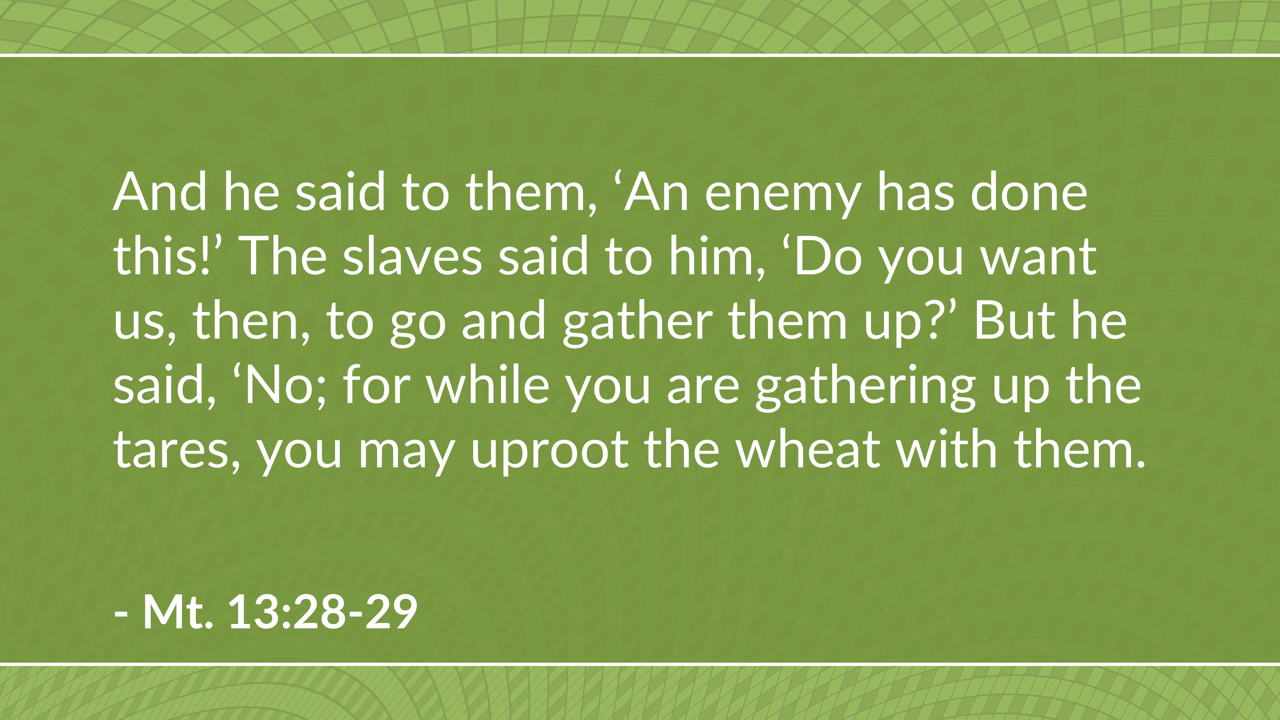 And he said to them, ‘An enemy has done
this!’ The slaves said to him, ‘Do you want
us, then, to go and gather them up?’ But he
said, ‘No; for while you are gathering up the
tares, you may uproot the wheat with them.
- Mt. 13:28-29